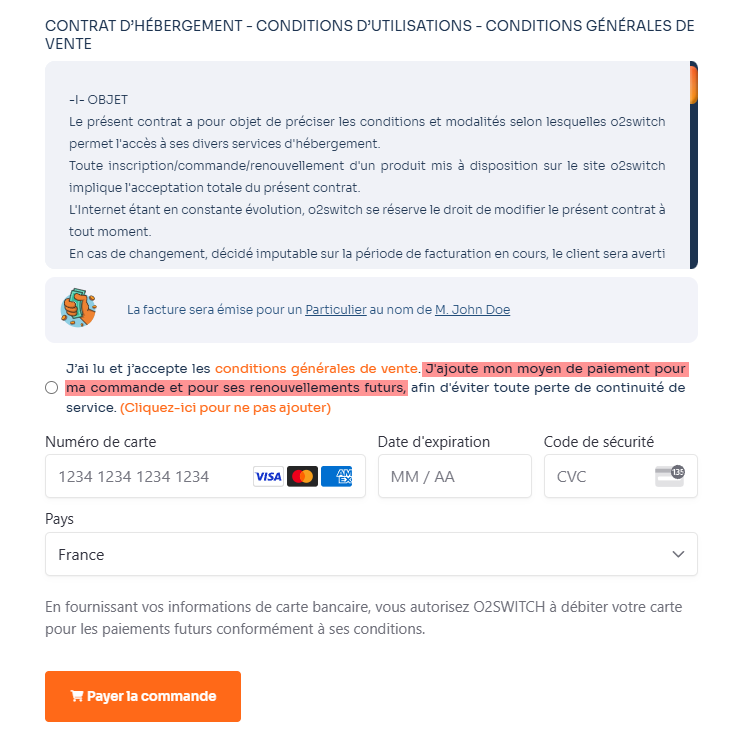 CONTRAT D'HÉBERGEMENT - CONDITIONS D'UTILISATIONS - CONDITIONS GÉNÉRALES DE
VENTE
-I- OBJET
Le présent contrat a pour objet de préciser les conditions et modalités selon lesquelles o2switch
permet l'accès à ses divers services d'hébergement.
Toute inscription/commande/renouvellement d'un produit mis à disposition sur le site o2switch
implique l'acceptation totale du présent contrat.
L'Internet étant en constante évolution, o2switch se réserve le droit de modifier le présent contrat à
tout moment.
En cas de changement, décidé imputable sur la période de facturation en cours, le client sera averti
La facture sera émise pour un Particulier au nom de M. John Doe
J'ai lu et j'accepte les conditions générales de vente. J'ajoute mon moyen de paiement pour
ma commande et pour ses renouvellements futurs, afin d'éviter toute perte de continuité de
service. (Cliquez-ici pour ne pas ajouter)
Numéro de carte Date d'expiration Code de sécurité
1234 1234 1234 1234 VISA AM EX MM / AA CVC 135
Pays
France
En fournissant vos informations de carte bancaire, vous autorisez O2SWITCH à débiter votre carte
pour les paiements futurs conformément à ses conditions.
Payer la commande